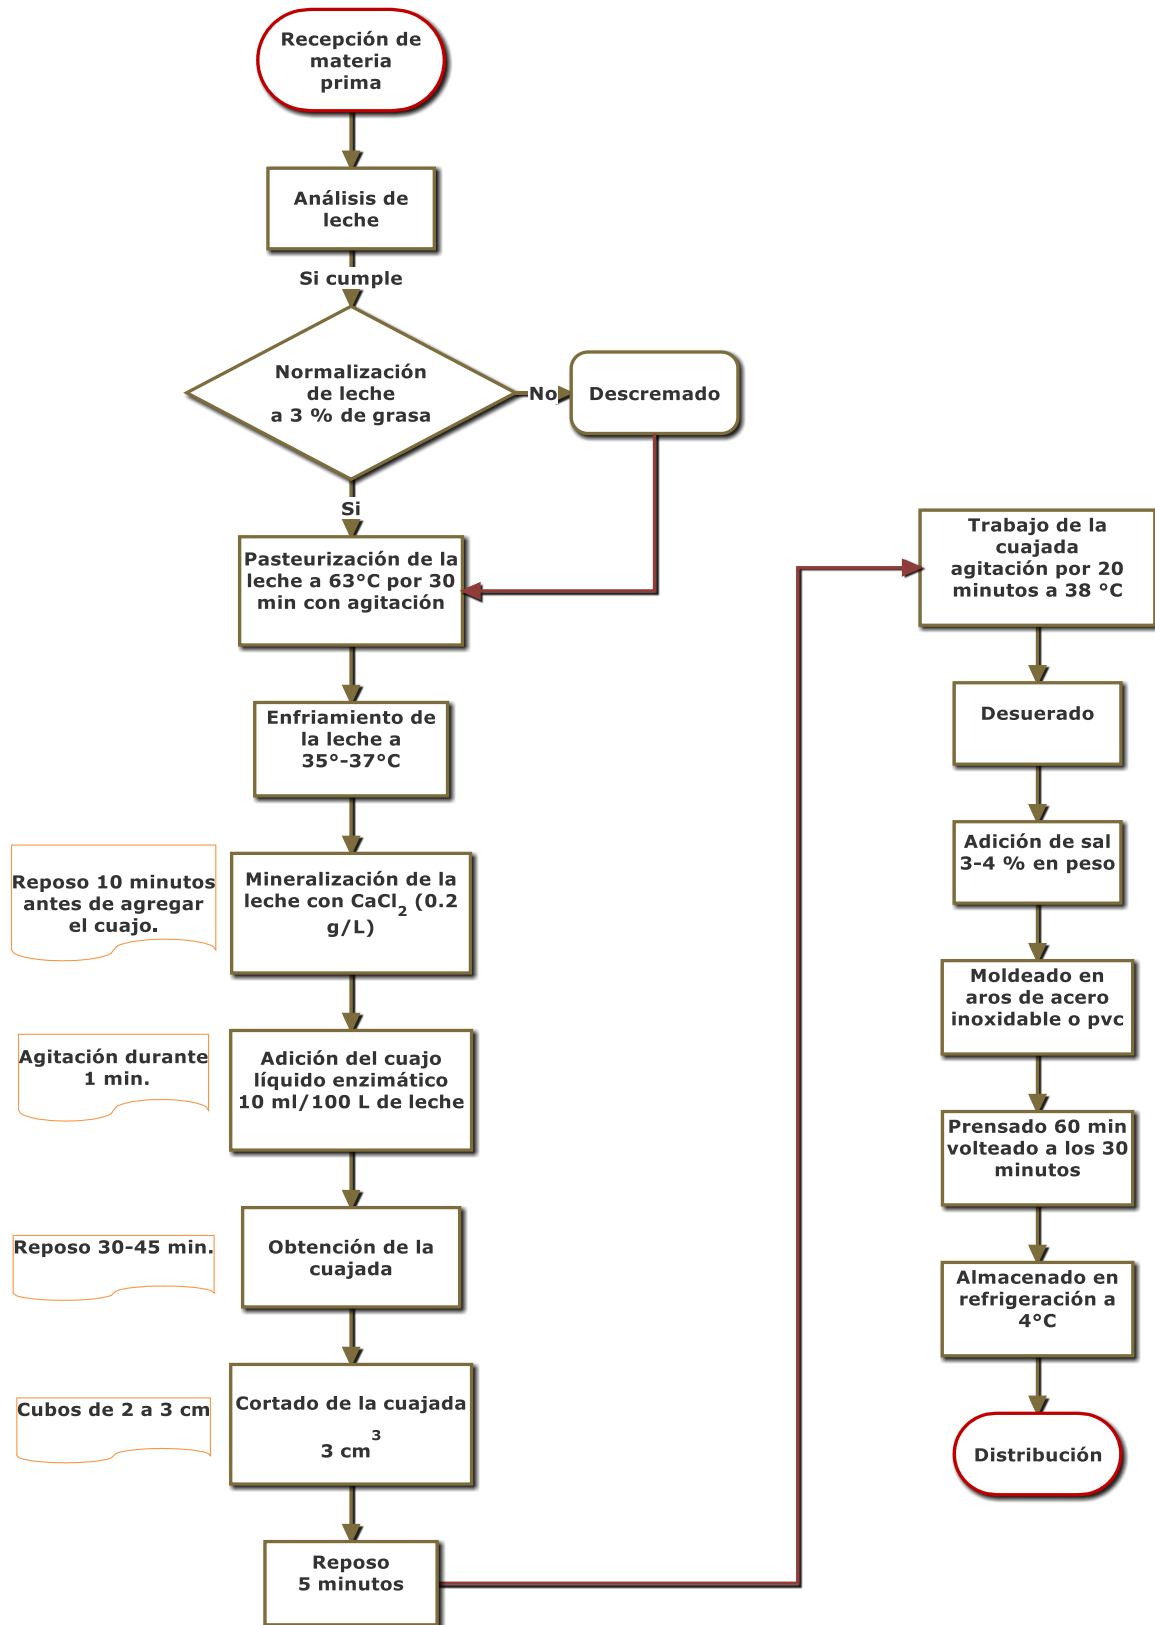 Recepción de
materia
prima
Análisis de
leche
Si cumple
Normalización
de leche
a 3 % de grasa
No
Descremado
Si
Pasteurización de la
leche a 63°C por 30
min con agitación
Enfriamiento de
la leche a
35°-37°C
Reposo 10 minutos
antes de agregar
el cuajo.
Mineralización de la
leche con CaCl2 (0.2
g/L)
Agitación durante
1 min.
Adición del cuajo
líquido enzimático
10 ml/100 L de leche
Reposo 30-45 min.
Obtención de la
cuajada
Cubos de 2 a 3 cm
Cortado de la cuajada
3 cm3
Reposo
5 minutos
Trabajo de la
cuajada
agitación por 20
minutos a 38 °C
Desuerado
Adición de sal
3-4 % en peso
Moldeado en
aros de acero
inoxidable o pvc
Prensado 60 min
volteado a los 30
minutos
Almacenado en
refrigeración a
4°C
Distribución